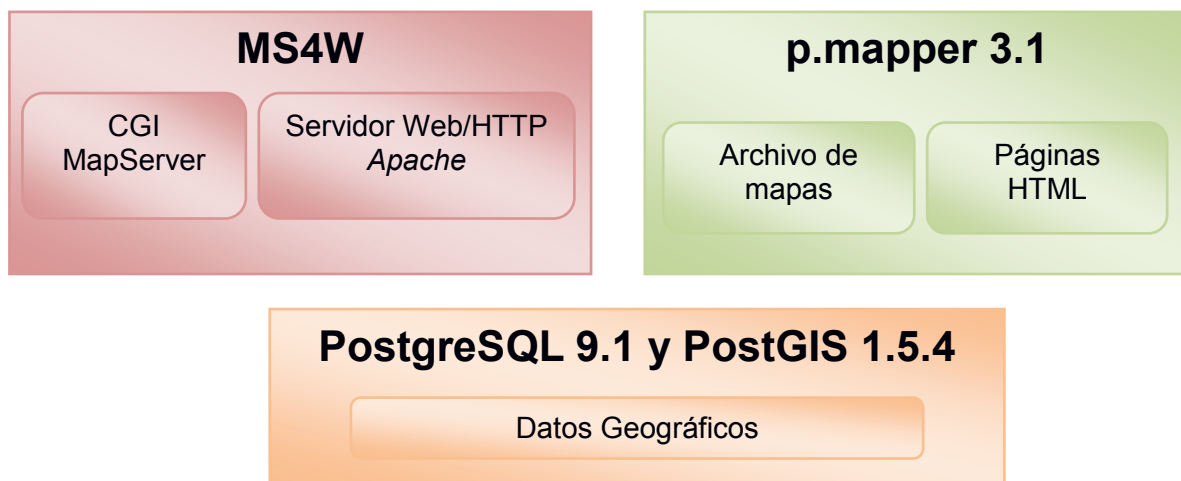 MS4W
CGI
MapServer
Servidor Web/HTTP
Apache
p.mapper 3.1
Archivo de
mapas
Páginas
HTML
PostgreSQL 9.1 y PostGIS 1.5.4
Datos Geográficos